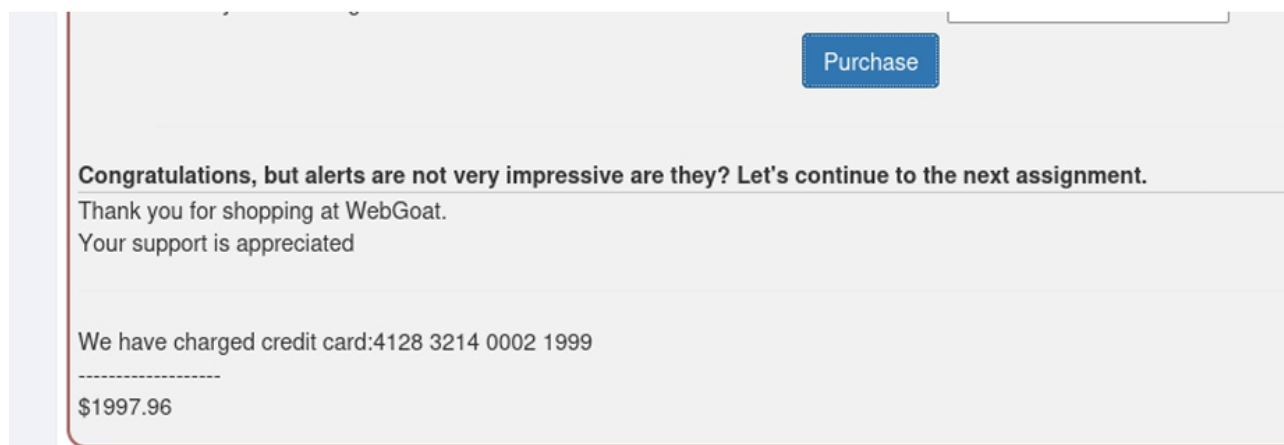 Purchase
Congratulations, but alerts are not very impressive are they? Let's continue to the next assignment.
Thank you for shopping at WebGoat.
Your support is appreciated
We have charged credit card:4128 3214 0002 1999
-------------------
$1997.96